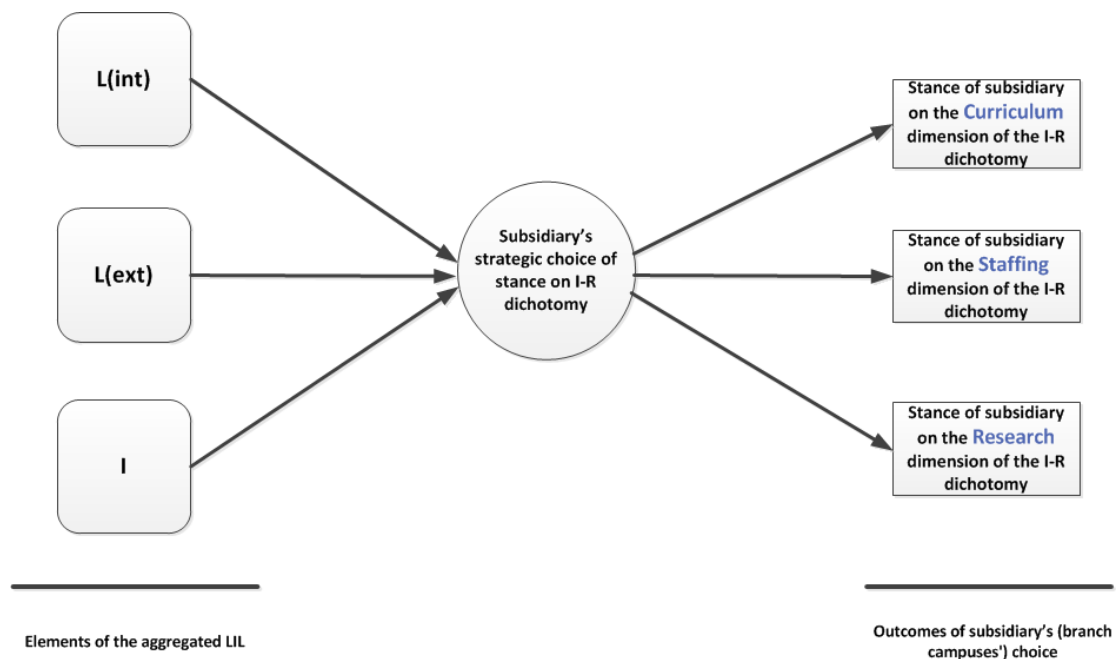 L(int)
L(ext)
I
Elements of the aggregated LIL
Subsidiary's
strategic choice of
stance on I-R
dichotomy
Stance of subsidiary
on the Curriculum
dimension of the I-R
dichotomy
Stance of subsidiary
on the Staffing
dimension of the I-R
dichotomy
Stance of subsidiary
on the Research
dimension of the I-R
dichotomy
Outcomes of subsidiary's (branch
campuses') choice